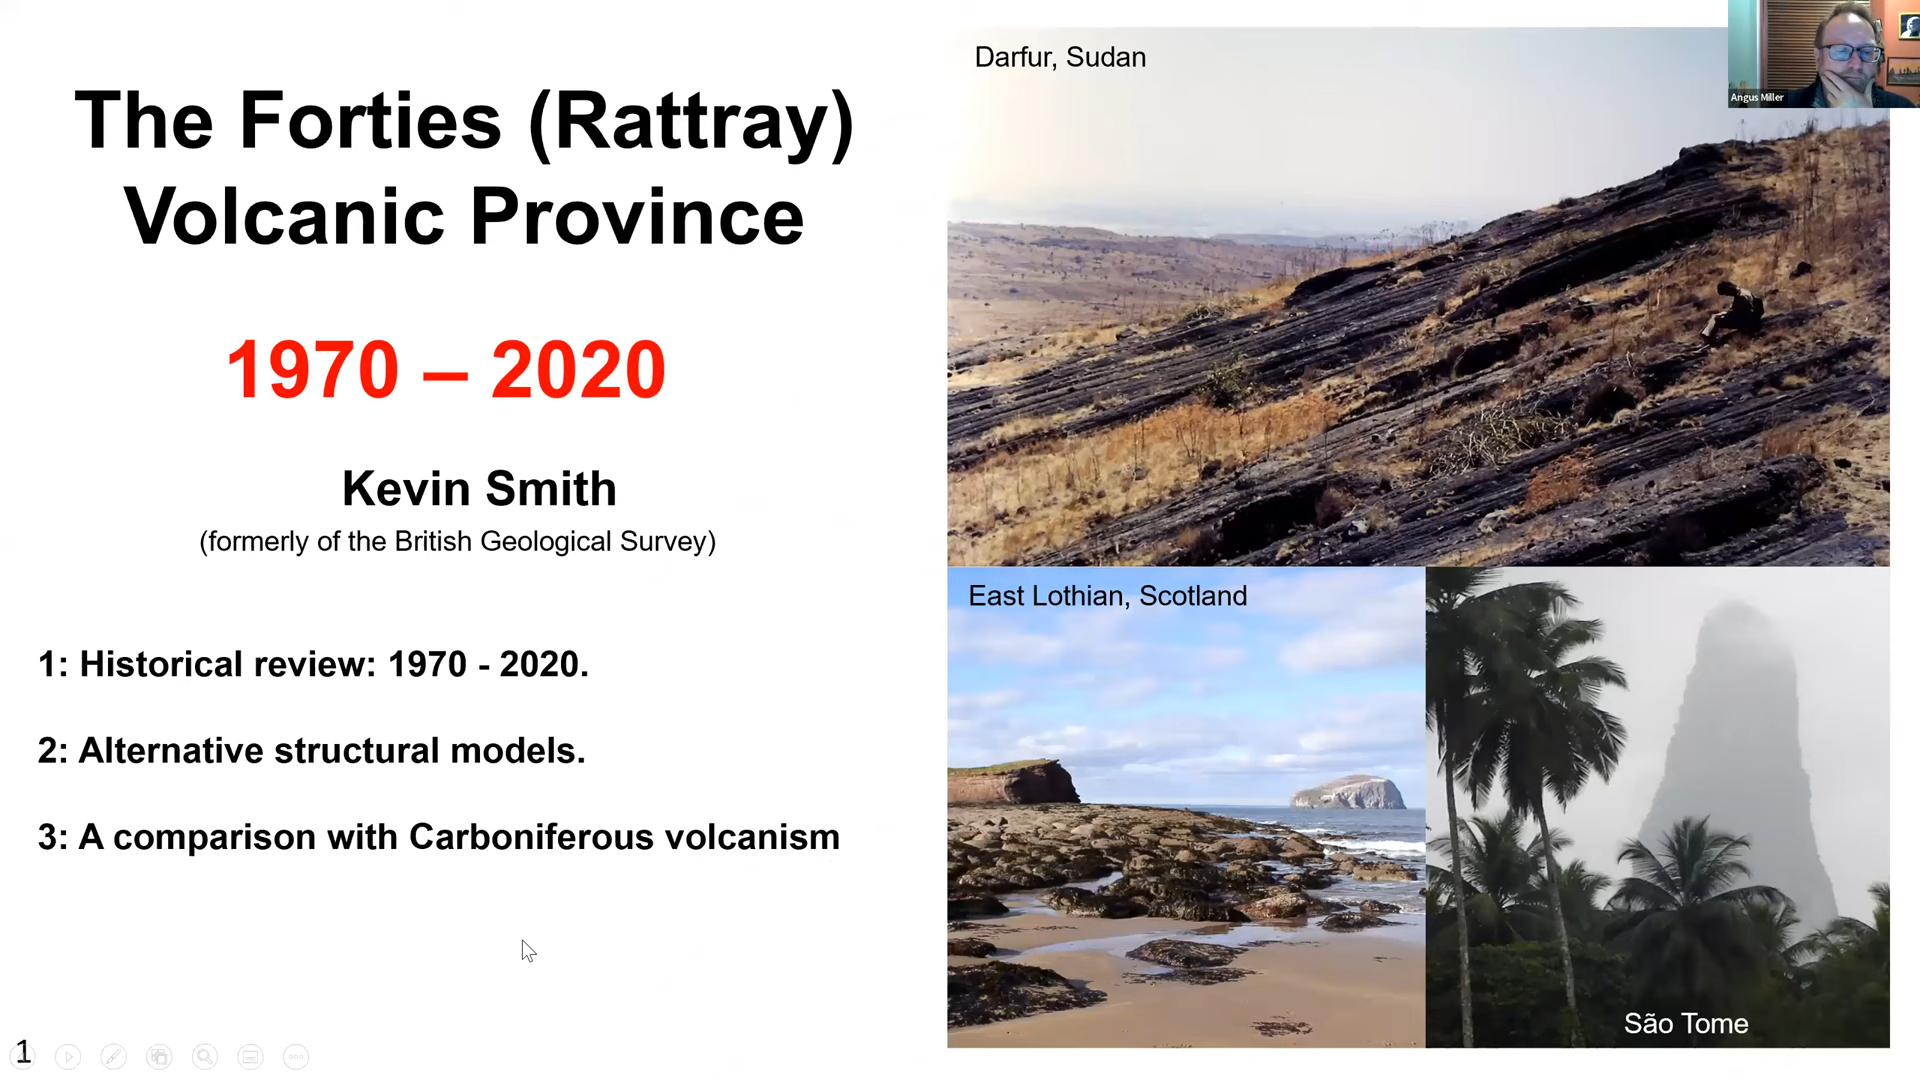 The Forties (Rattray)
Volcanic Province
1970 – 2020
Kevin Smith
(formerly of the British Geological Survey)
1: Historical review: 1970 - 2020.
2: Alternative structural models.
3: A comparison with Carboniferous volcanism
1
Darfur, Sudan
Angus Miller
East Lothian, Scotland
São Tome